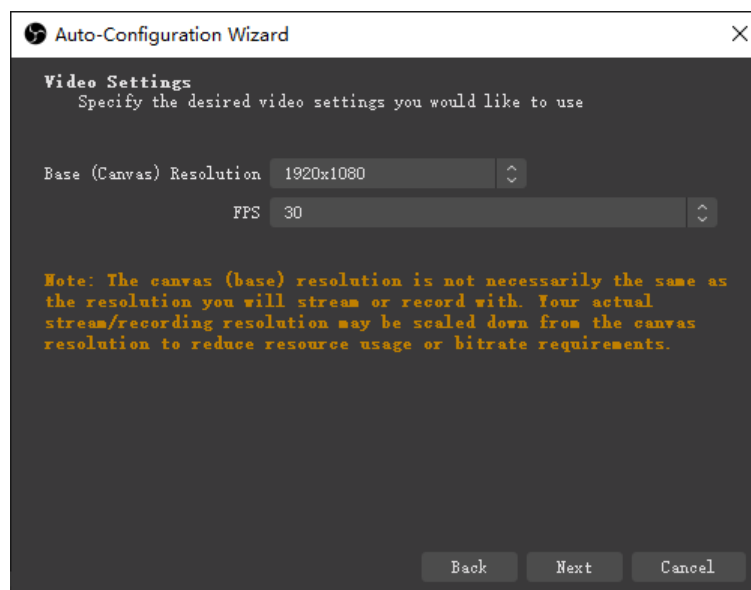 Auto-Configuration Wizard
Video Settings
Specify the desired video settings you would like to use
Base (Canvas) Resolution 1920x1080
FPS 30
Note: The canvas (base) resolution is not necessarily the same as
the resolution you will stream or record with. Your actual
stream/recording resolution may be scaled down from the canvas
resolution to reduce resource usage or bitrate requirements.
Back Next Cancel